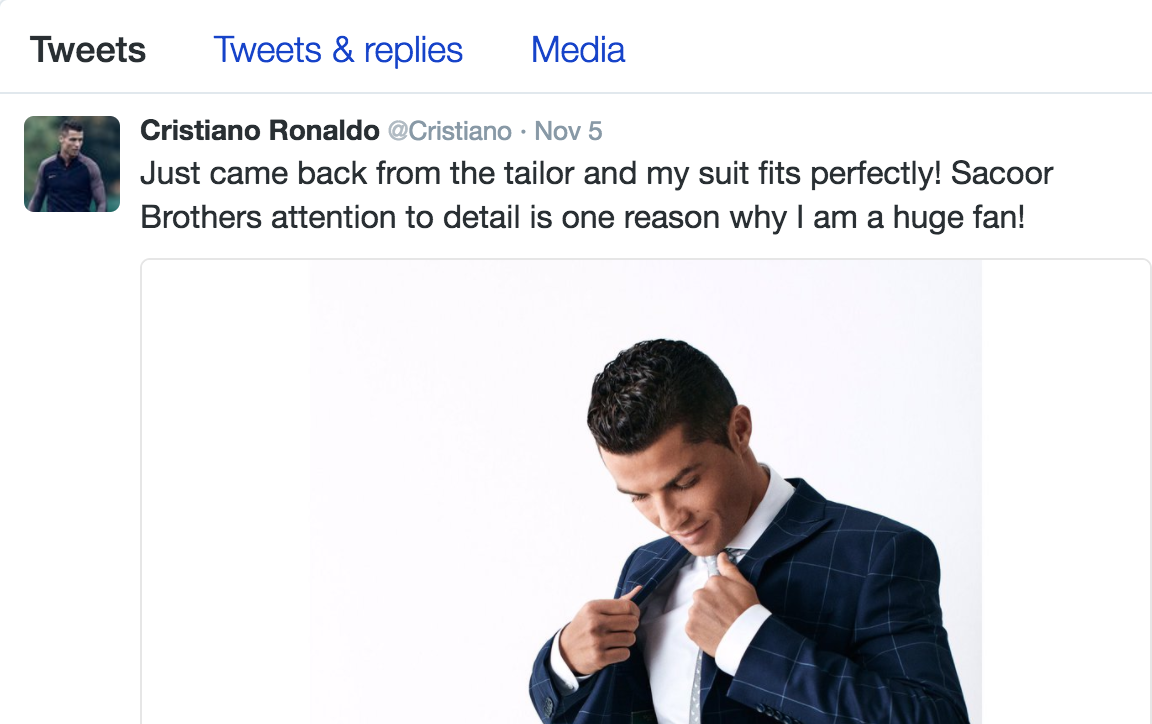 Tweets Tweets & replies Media
Cristiano Ronaldo @Cristiano · Nov 5
Just came back from the tailor and my suit fits perfectly! Sacoor
Brothers attention to detail is one reason why I am a huge fan!